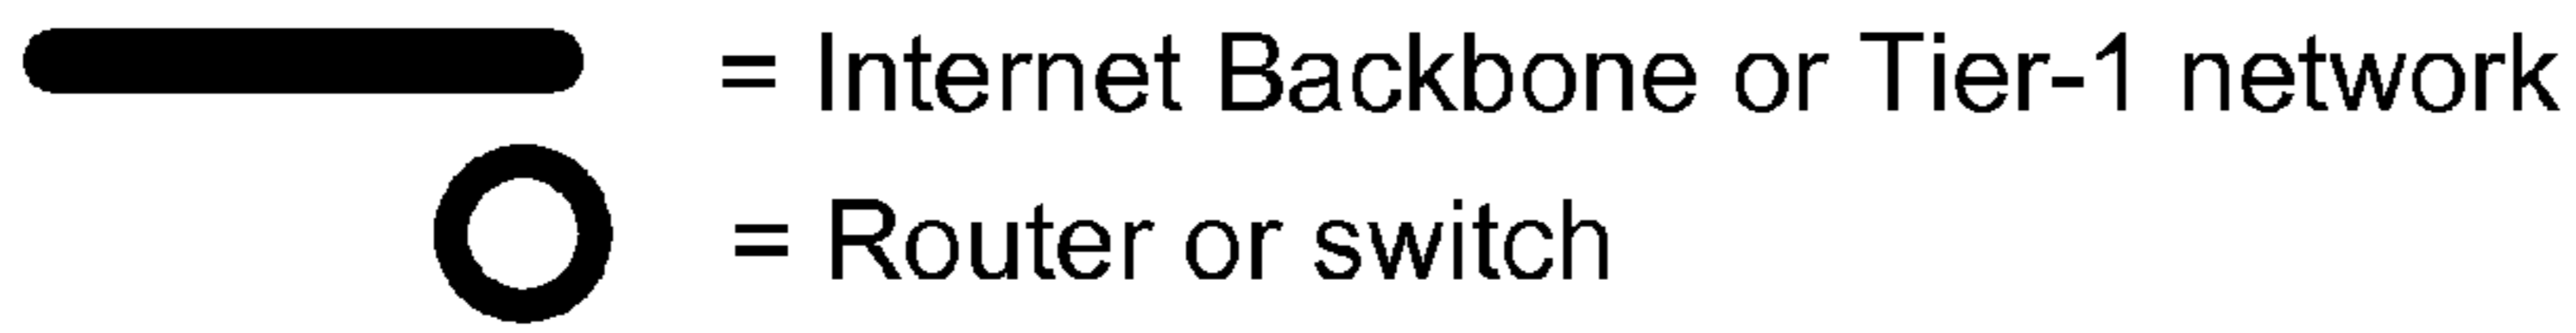 = Internet Backbone or Tier-1 network
= Router or switch